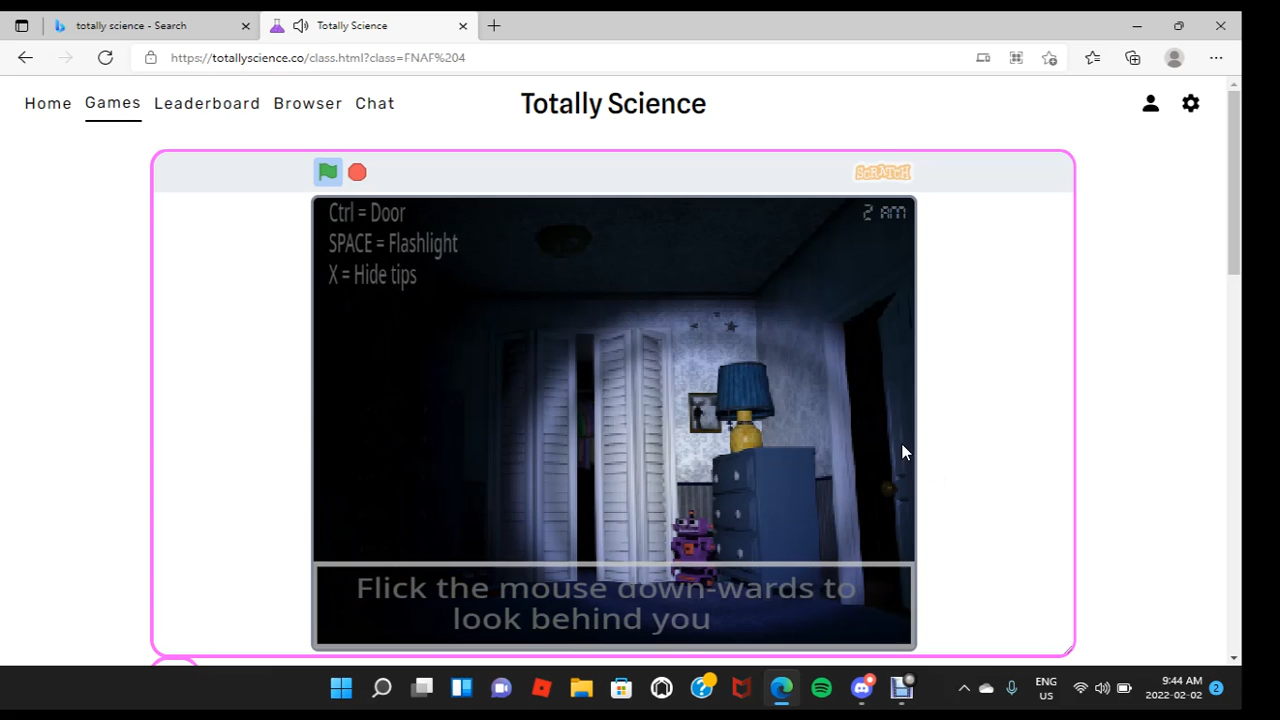 totally science - Search
Totally Science
https://totallyscience.co/class.html?class=FNAF%204
Home Games Leaderboard Browser Chat
Totally Science
SCRATCH
Ctrl = Door
2 AM
SPACE = Flashlight
X = Hide tips
Flick the mouse down-wards to
look behind you
ENG
US
9:44 AM
2022-02-02
2